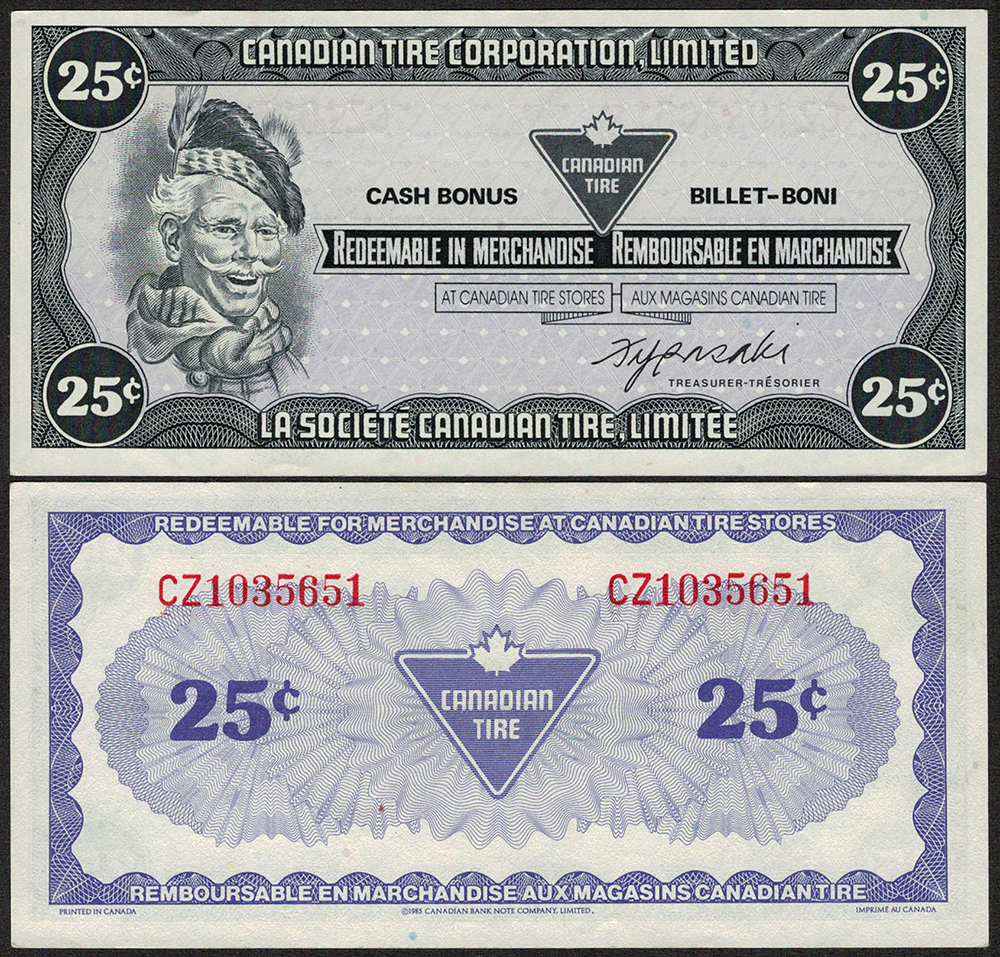 CANADIAN TIRE CORPORATION, LIMITED
25¢
25¢
CANADIAN
TIRE
CASH BONUS
BILLET-BONI
REDEEMABLE IN MERCHANDISE
REMBOURSABLE EN MARCHANDISE
AT CANADIAN TIRE STORES
AUX MAGASINS CANADIAN TIRE
TREASURER-TRÉSORIER
25¢
25¢
LA SOCIÉTÉ CANADIAN TIRE, LIMITÉE
REDEEMABLE FOR MERCHANDISE AT CANADIAN TIRE STORES
CZ1035651
CZ1035651
CANADIAN
TIRE
25¢
25¢
REMBOURSABLE EN MARCHANDISE AUX MAGASINS CANADIAN TIRE
PRINTED IN CANADA
©1985 CANADIAN BANK NOTE COMPANY, LIMITED.
IMPRIMÉ AU CANADA